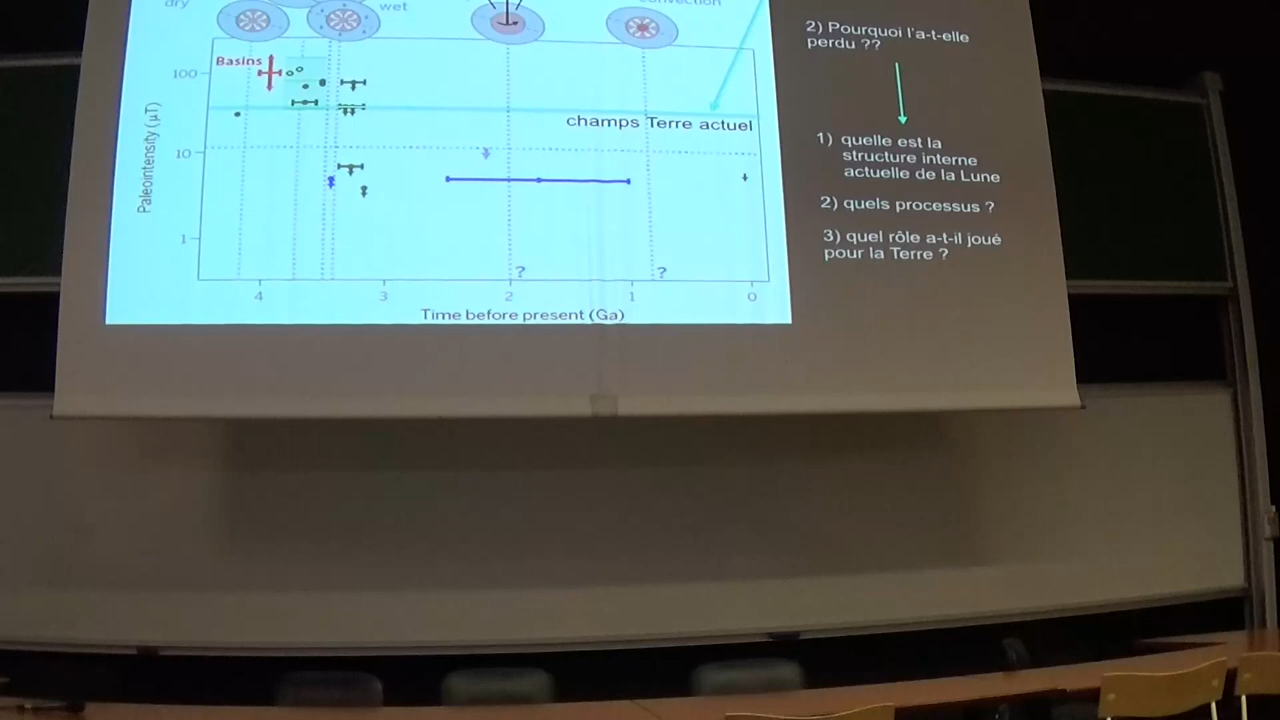 dry
wet
convection
Basins
100
10
1
Paleointensity (µT)
champs Terre actuel
?
?
4
3
2
1
0
Time before present (Ga)
2) Pourquoi l'a-t-elle
perdu ??
1) quelle est la
structure interne
actuelle de la Lune
2) quels processus ?
3) quel rôle a-t-il joué
pour la Terre ?